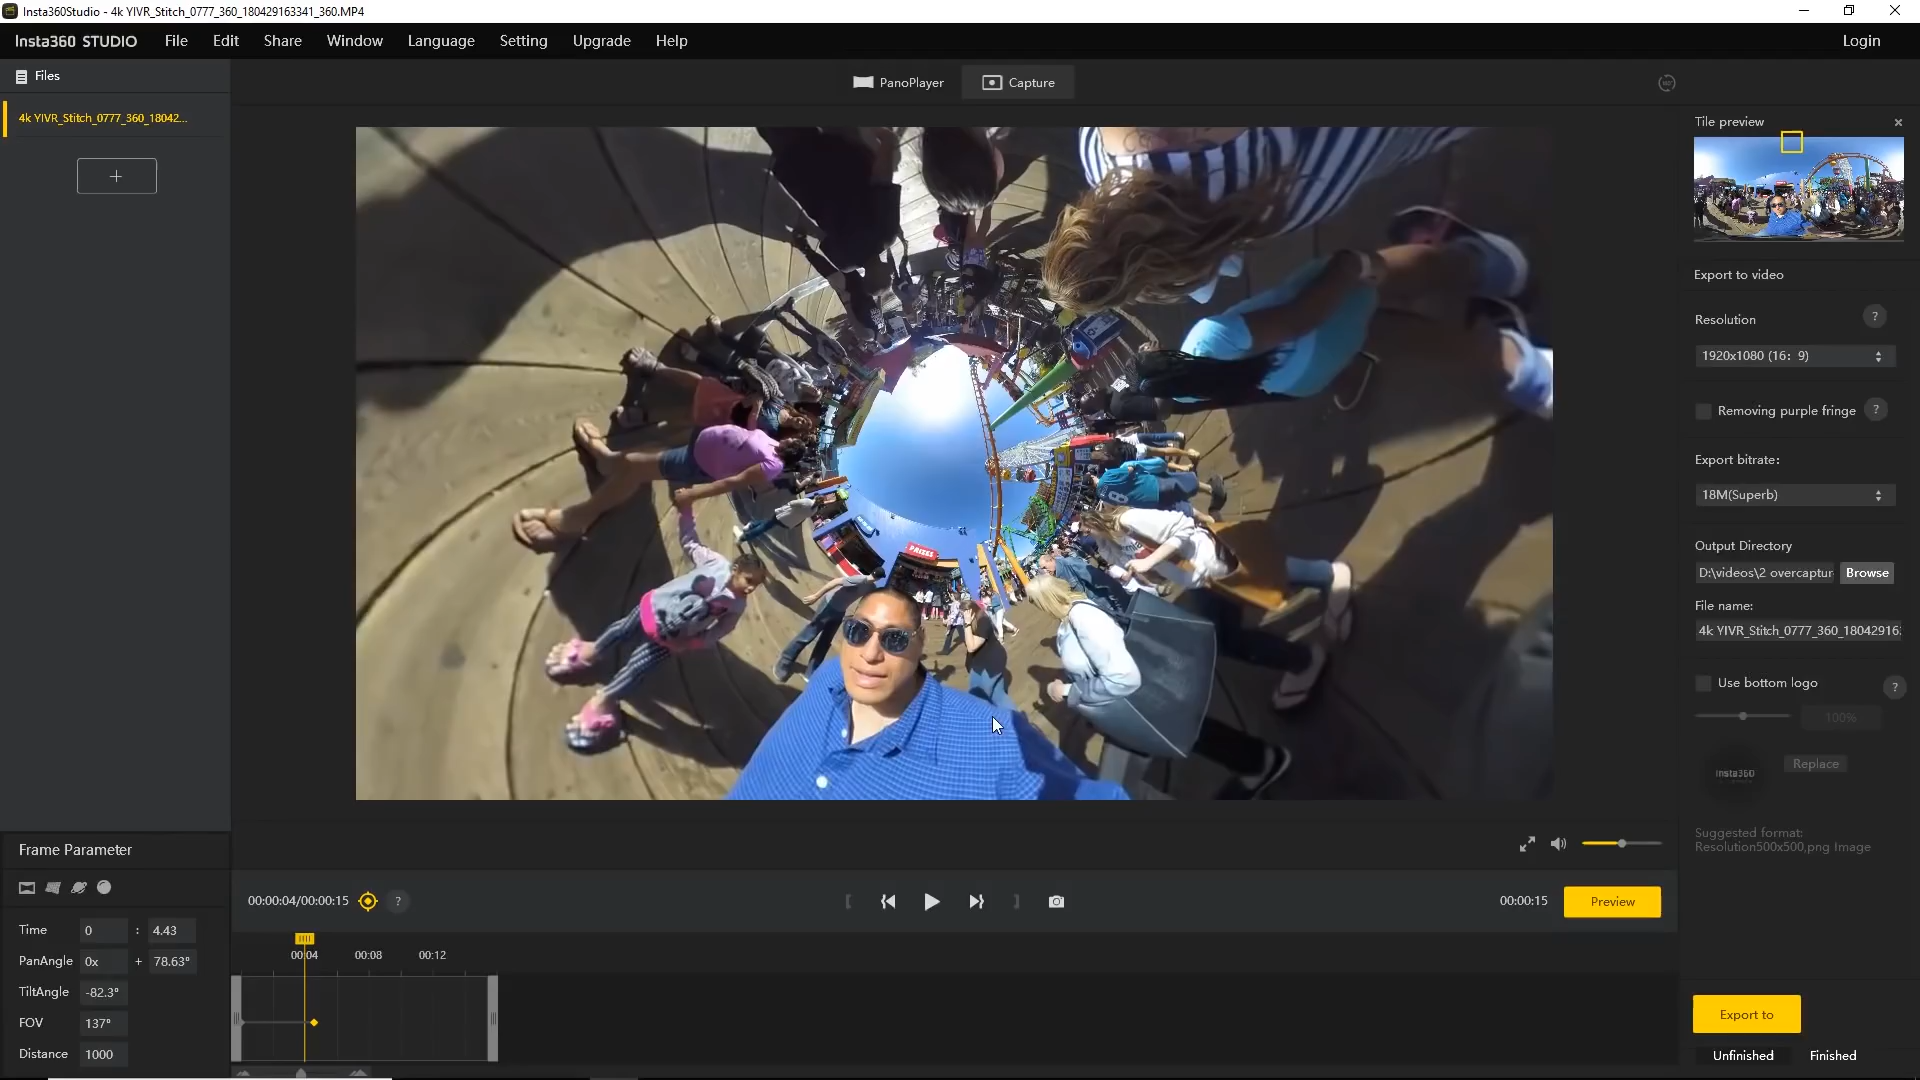 Insta360Studio - 4k YIVR_Stitch_0777_360_180429163341_360.MP4
Insta360 STUDIO File Edit Share Window Language Setting Upgrade Help Login
Files
PanoPlayer Capture
4k YIVR_Stitch_0777_360_18042...
+
Tile preview
Export to video
Resolution ?
1920x1080 (16: 9)
Removing purple fringe ?
Export bitrate:
18M(Superb)
Output Directory
D:\videos\2 overcaptur Browse
File name:
4k YIVR_Stitch_0777_360_18042916
Use bottom logo ?
100%
Insta360 Replace
Suggested format:
Resolution500x500,png Image
PRIZES
Frame Parameter
00:00:04/00:00:15 ? 00:00:15 Preview
Time 0 : 4.43
PanAngle 0x + 78.63°
TiltAngle -82.3°
FOV 137°
Distance 1000
00:04 00:08 00:12
Export to
Unfinished Finished